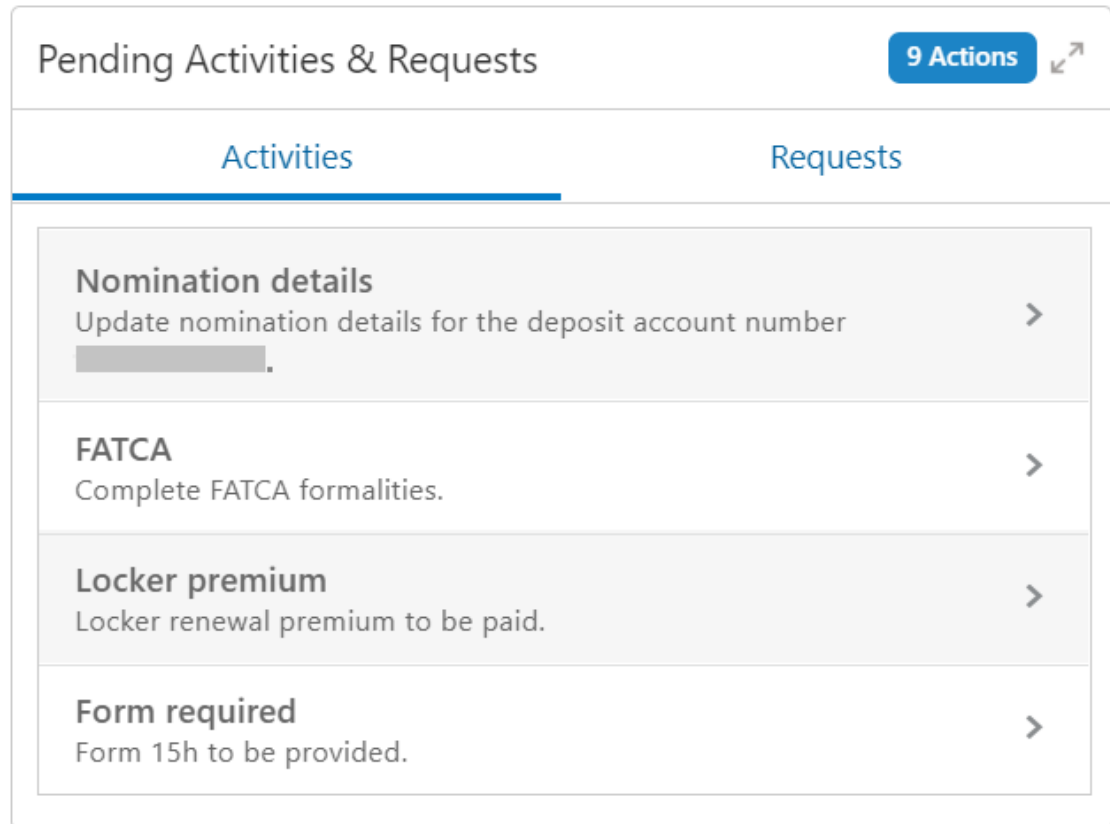 Pending Activities & Requests
9 Actions
Activities
Requests
Nomination details
Update nomination details for the deposit account number
.
FATCA
Complete FATCA formalities.
Locker premium
Locker renewal premium to be paid.
Form required
Form 15h to be provided.